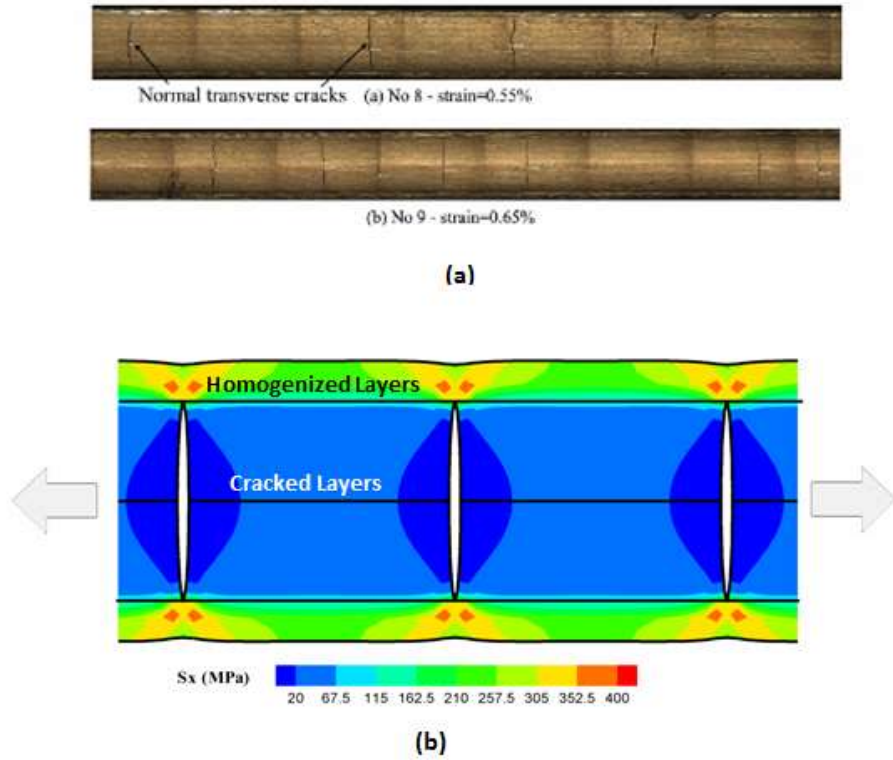 Normal transverse cracks (a) No 8 - strain=0.55%
(b) No 9 - strain=0.65%
(a)
Homogenized Layers
Cracked Layers
Sx (MPa)
20 67.5 115 162.5 210 257.5 305 352.5 400
(b)